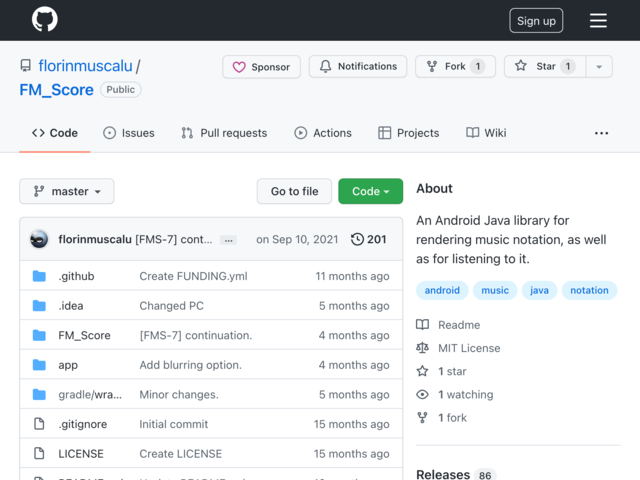 Sign up
florinmuscalu /
FM_Score Public
Sponsor Notifications Fork 1 Star 1
Code Issues Pull requests Actions Projects Wiki ...
master Go to file Code
florinmuscalu [FMS-7] cont... ... on Sep 10, 2021 201
.github Create FUNDING.yml 11 months ago
.idea Changed PC 5 months ago
FM_Score [FMS-7] continuation. 4 months ago
app Add blurring option. 4 months ago
gradle/wra... Minor changes. 5 months ago
.gitignore Initial commit 15 months ago
LICENSE Create LICENSE 15 months ago
About
An Android Java library for
rendering music notation, as well
as for listening to it.
android music java notation
Readme
MIT License
1 star
1 watching
1 fork
Releases 86